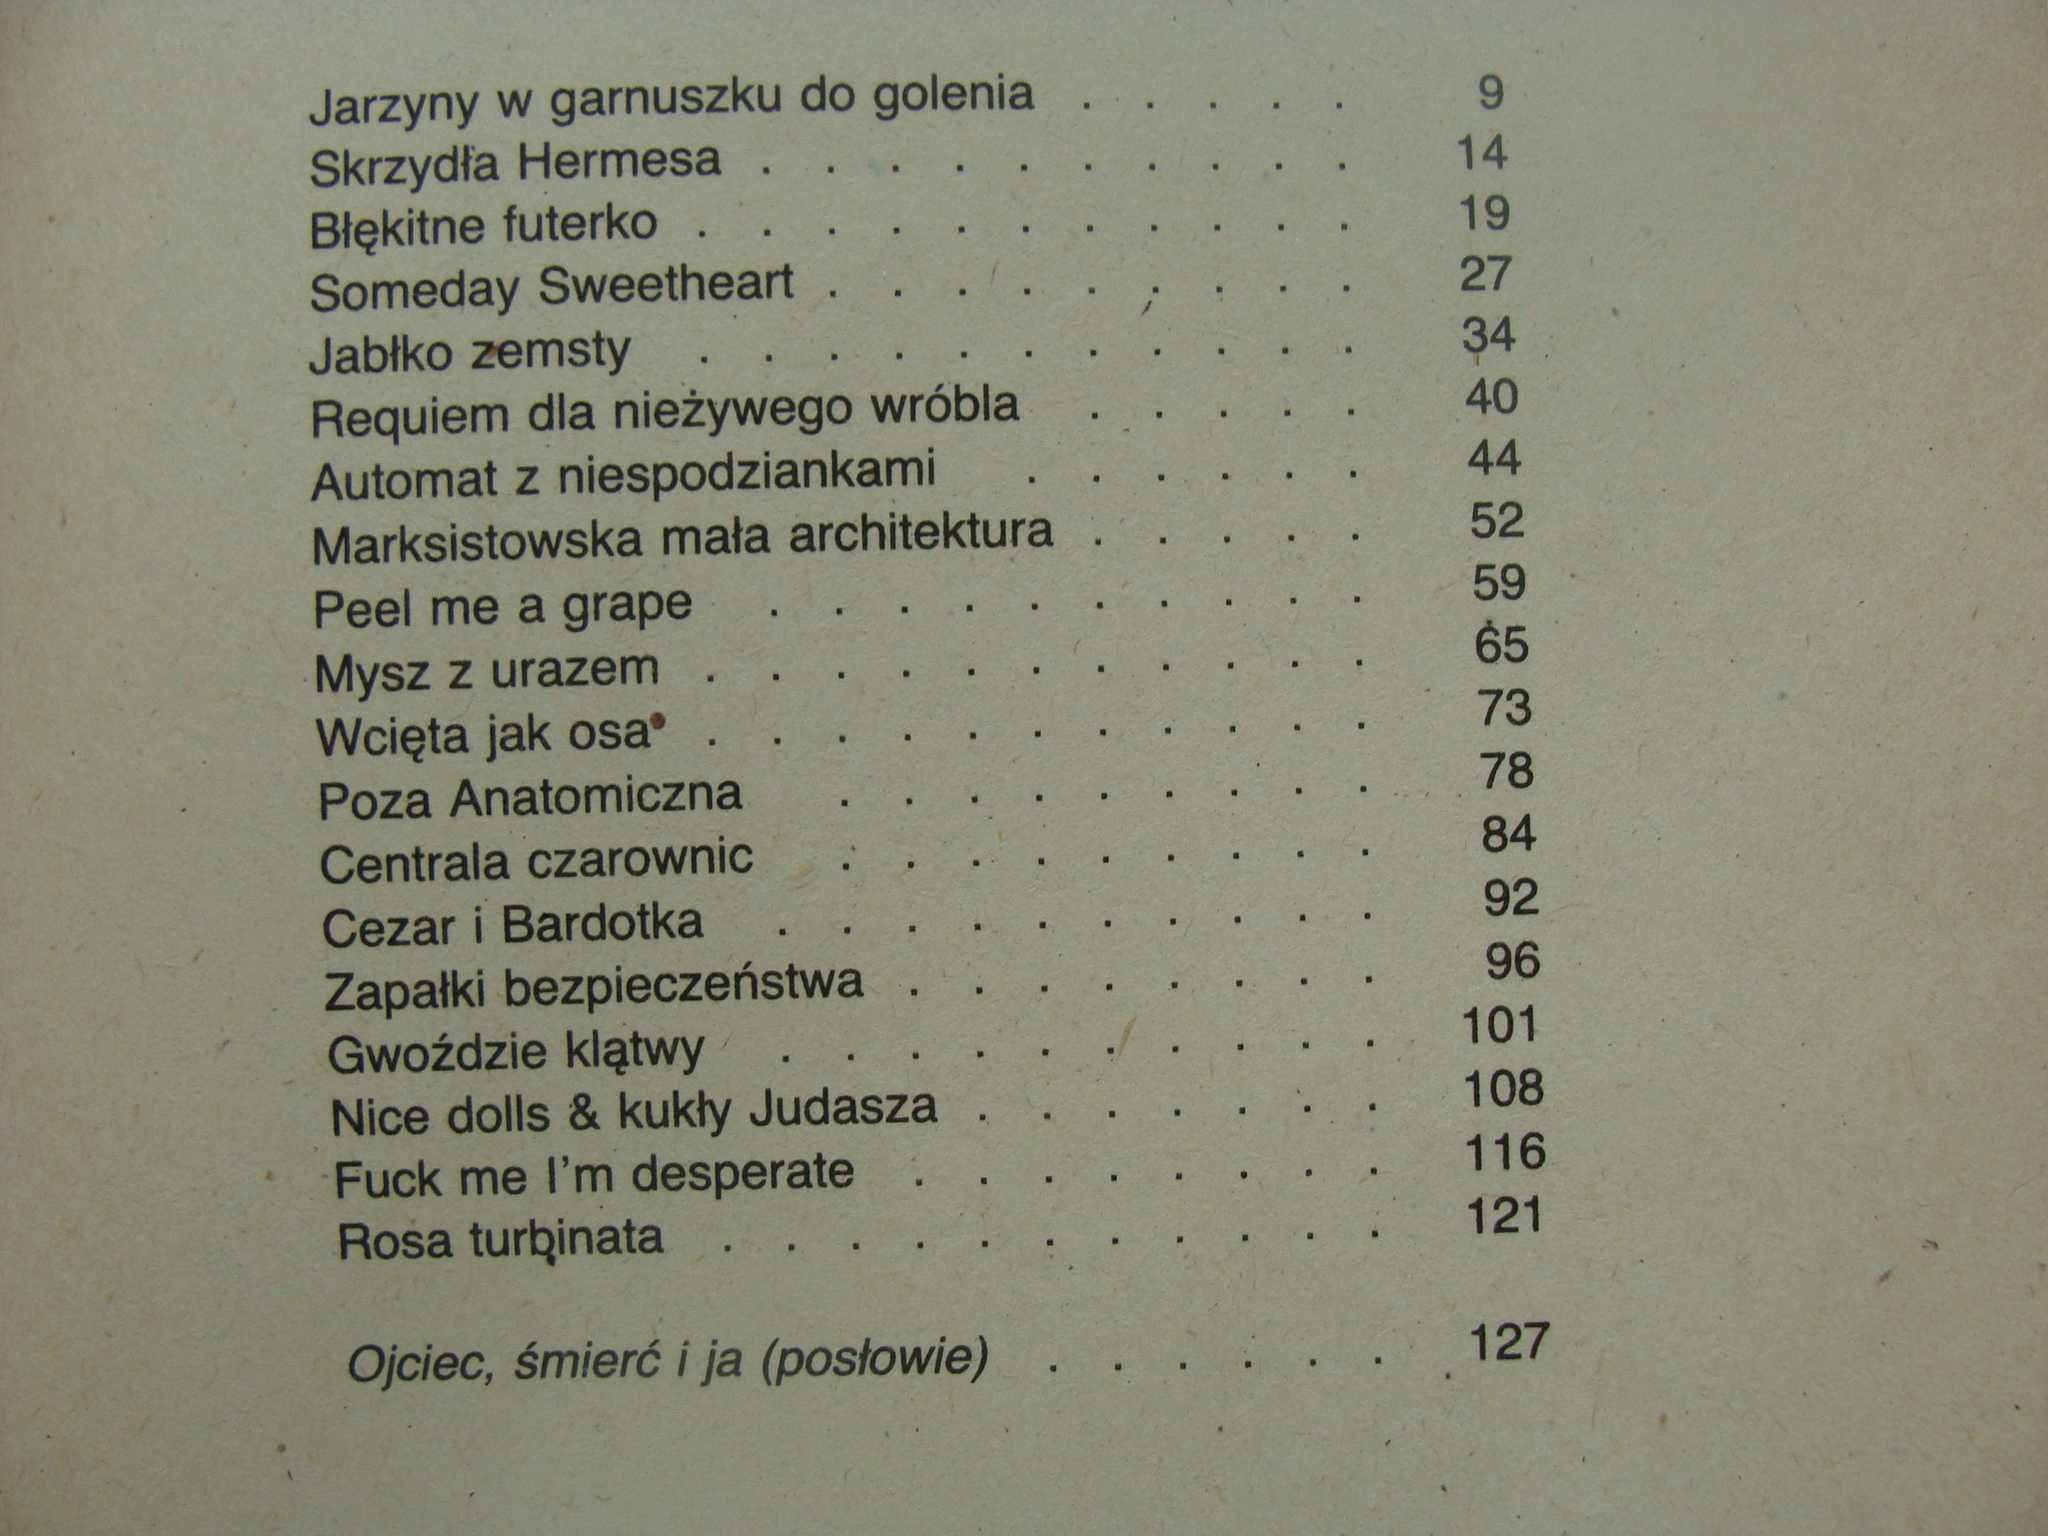 Jarzyny w garnuszku do golenia . . . . . 9
Skrzydła Hermesa . . . . . . . . . . 14
Błękitne futerko . . . . . . . . . . . 19
Someday Sweetheart . . . . . . . . . 27
Jabłko zemsty . . . . . . . . . . . 34
Requiem dla nieżywego wróbla . . . . . 40
Automat z niespodziankami . . . . . . 44
Marksistowska mała architektura . . . . . 52
Peel me a grape . . . . . . . . . . 59
Mysz z urazem . . . . . . . . . . . 65
Wcięta jak osa . . . . . . . . . . . 73
Poza Anatomiczna . . . . . . . . . 78
Centrala czarownic . . . . . . . . . 84
Cezar i Bardotka . . . . . . . . . . 92
Zapałki bezpieczeństwa . . . . . . . . 96
Gwoździe klątwy . . . . . . . . . . 101
Nice dolls & kukły Judasza . . . . . . . 108
Fuck me I'm desperate . . . . . . . . 116
Rosa turbinata . . . . . . . . . . . 121
Ojciec, śmierć i ja (posłowie) . . . . . . 127